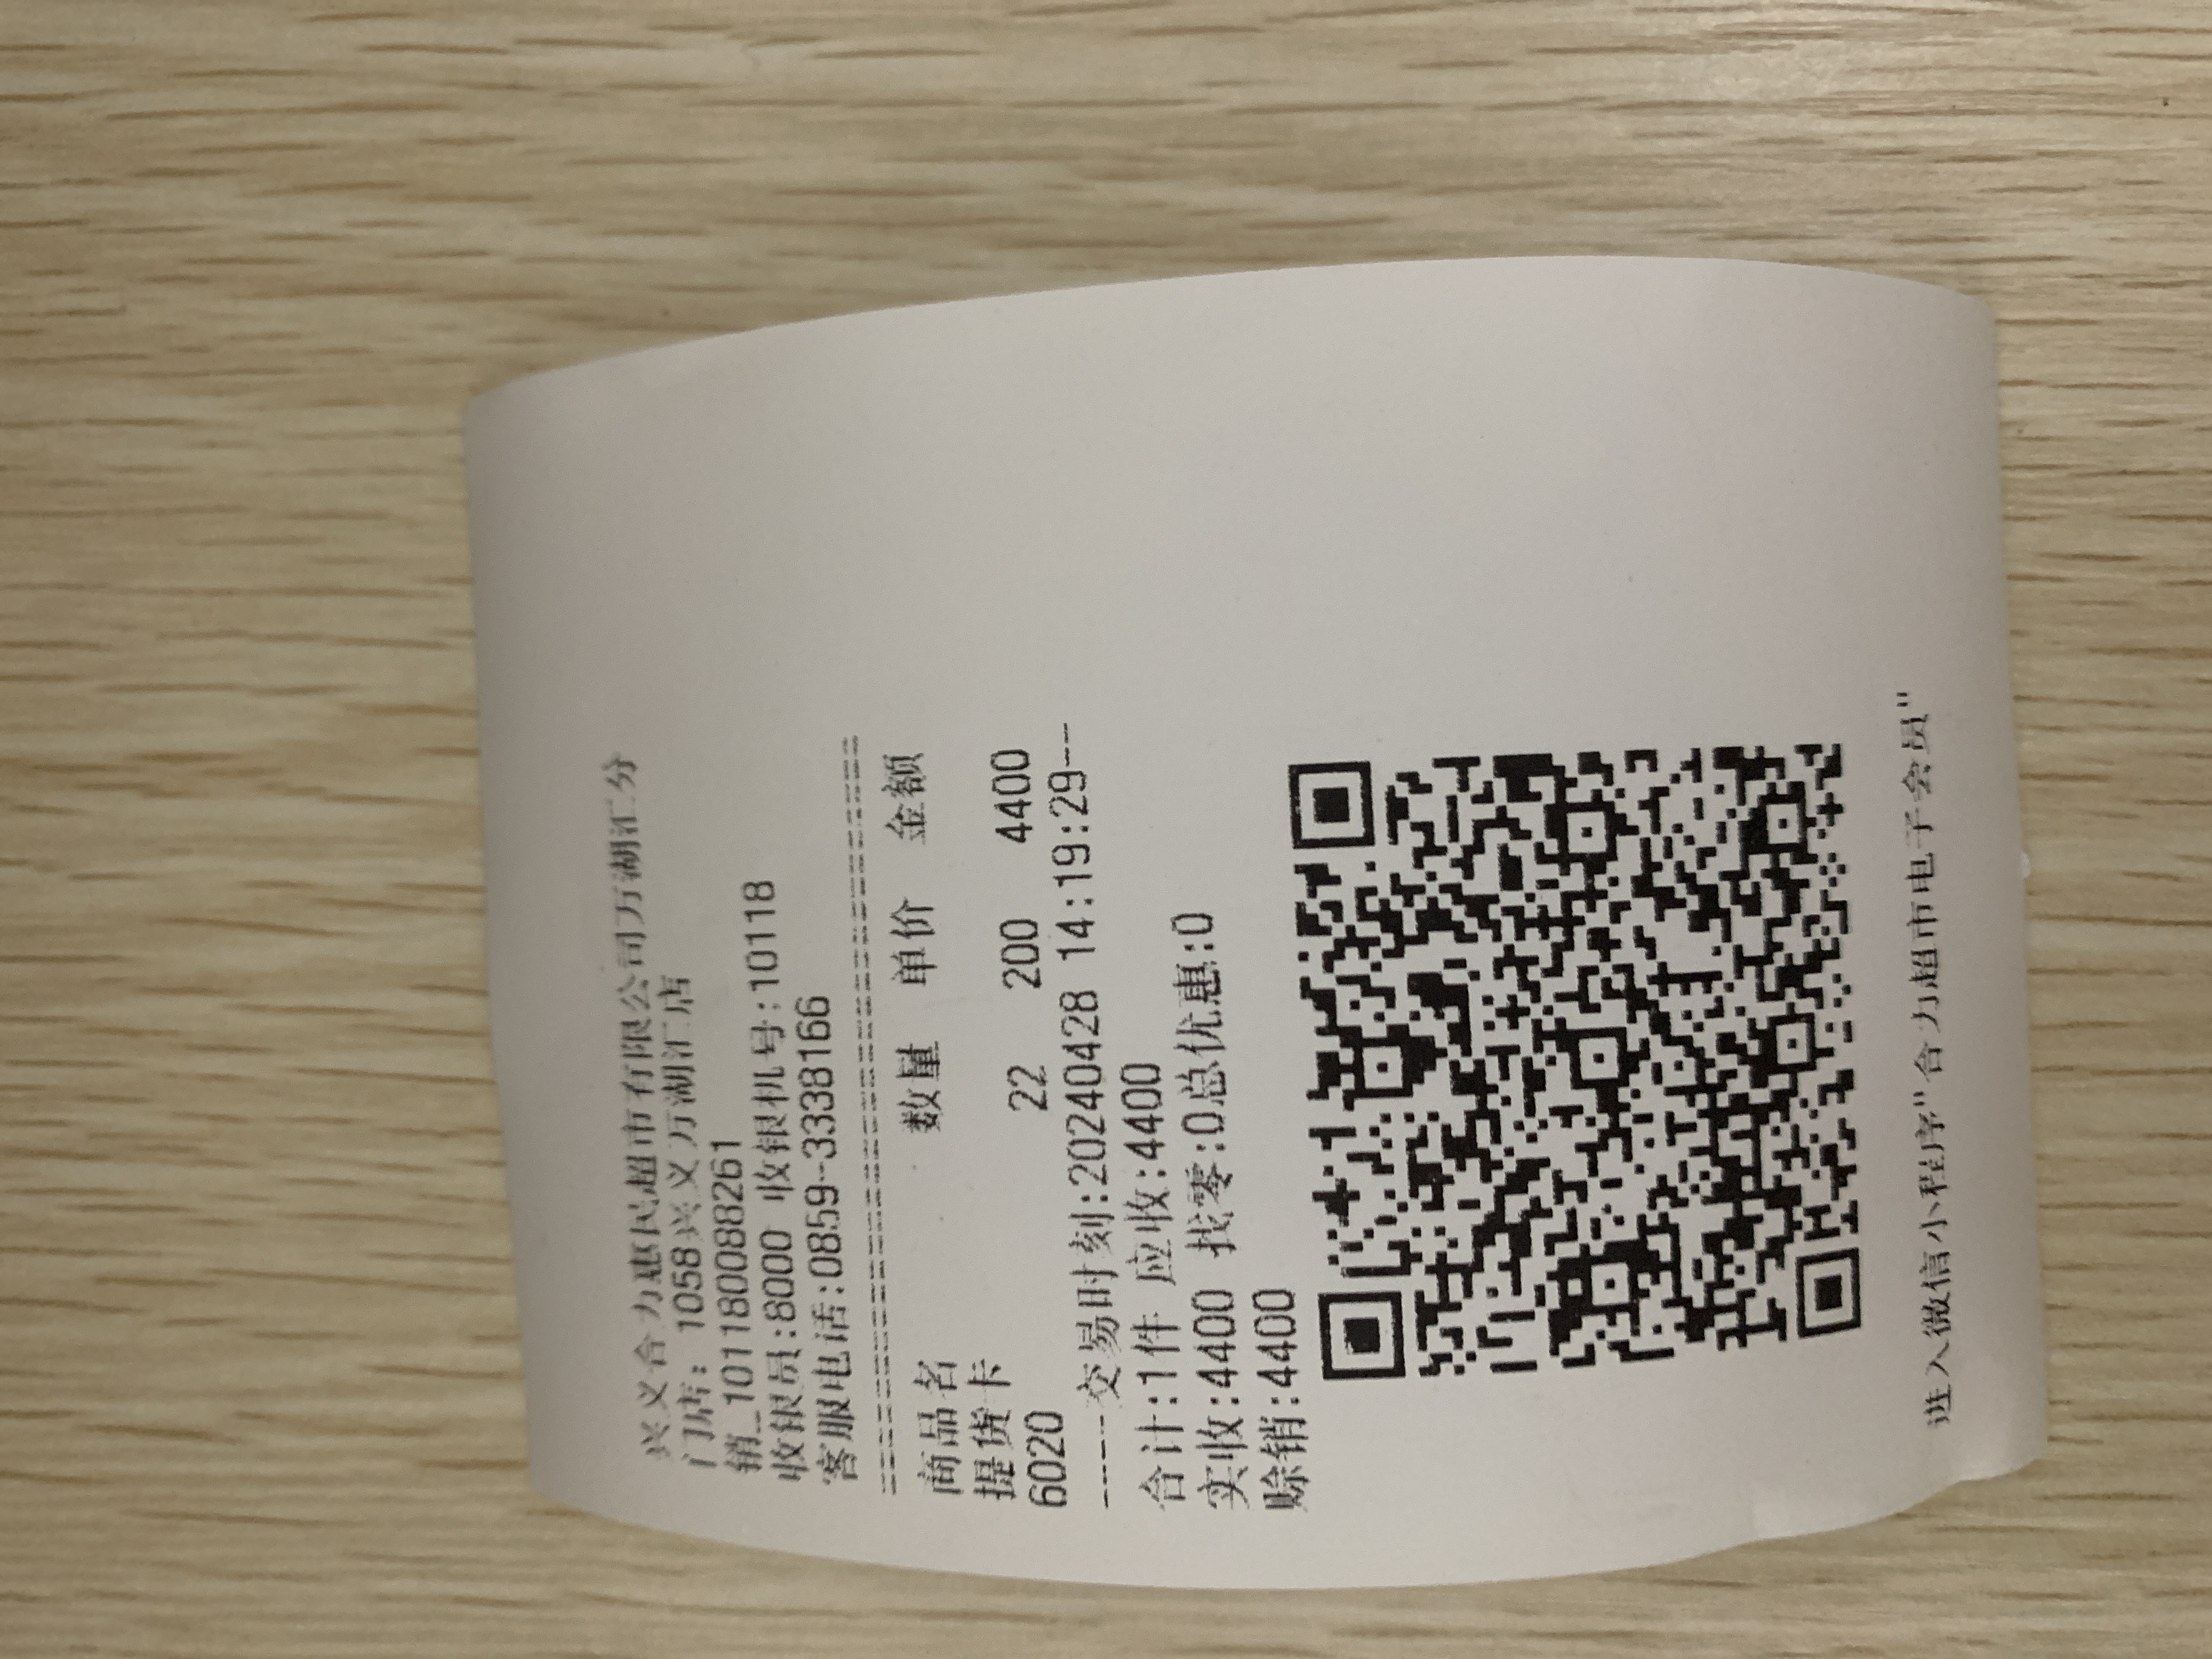 兴义合力惠民超市有限公司万湖汇分
门店: 1058兴义万湖汇店
销_1011800088261
收银员:8000 收银机号:10118
客服电话:0859-3338166
==============================
商品名 数量 单价 金额
提货卡
6020 22 200 4400
-----交易时刻:20240428 14:19:29--
合计:1件 应收:4400
实收:4400 找零:0总优惠:0
赊销:4400
进入微信小程序"合力超市电子会员"